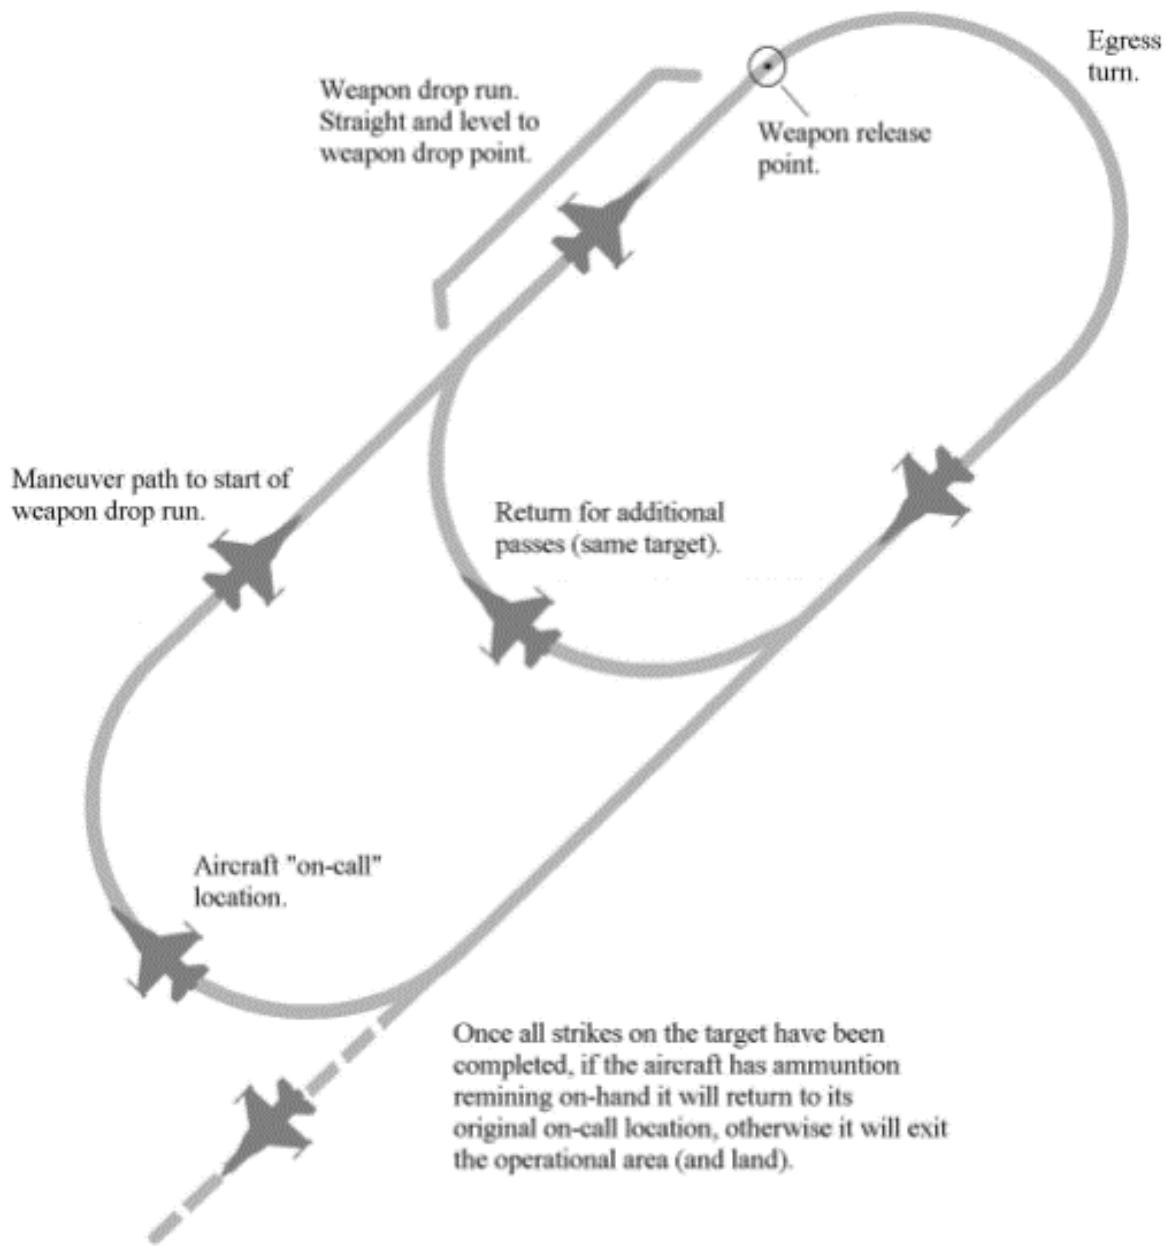 Egress
turn.
Weapon drop run.
Straight and level to
weapon drop point.
Weapon release
point.
Maneuver path to start of
weapon drop run.
Return for additional
passes (same target).
Aircraft "on-call"
location.
Once all strikes on the target have been
completed, if the aircraft has ammuntion
remining on-hand it will return to its
original on-call location, otherwise it will exit
the operational area (and land).